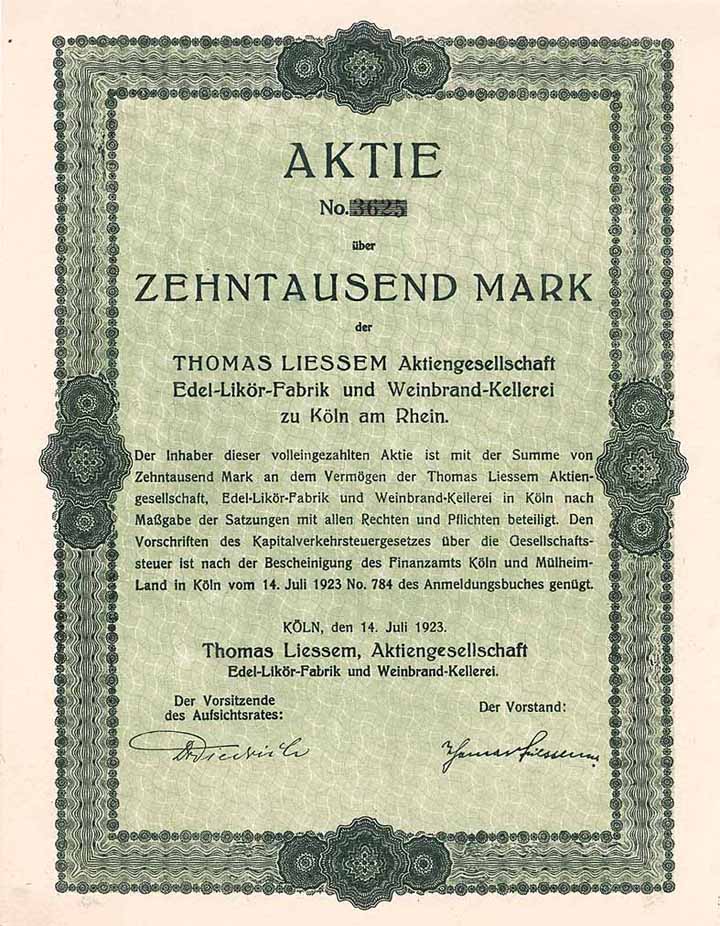 AKTIE
No. 3625
über
ZEHNTAUSEND MARK
der
THOMAS LIESSEM Aktiengesellschaft
Edel-Likör-Fabrik und Weinbrand-Kellerei
zu Köln am Rhein.
Der Inhaber dieser volleingezahlten Aktie ist mit der Summe von
Zehntausend Mark an dem Vermögen der Thomas Liessem Aktien-
gesellschaft, Edel-Likör-Fabrik und Weinbrand-Kellerei in Köln nach
Maßgabe der Satzungen mit allen Rechten und Pflichten beteiligt. Den
Vorschriften des Kapitalverkehrsteuergesetzes über die Gesellschafts-
steuer ist nach der Bescheinigung des Finanzamts Köln und Mülheim-
Land in Köln vom 14. Juli 1923 No. 784 des Anmeldungsbuches genügt.
KÖLN, den 14. Juli 1923.
Thomas Liessem, Aktiengesellschaft
Edel-Likör-Fabrik und Weinbrand-Kellerei.
Der Vorsitzende
des Aufsichtsrates:
Der Vorstand:
Thomas Liessem